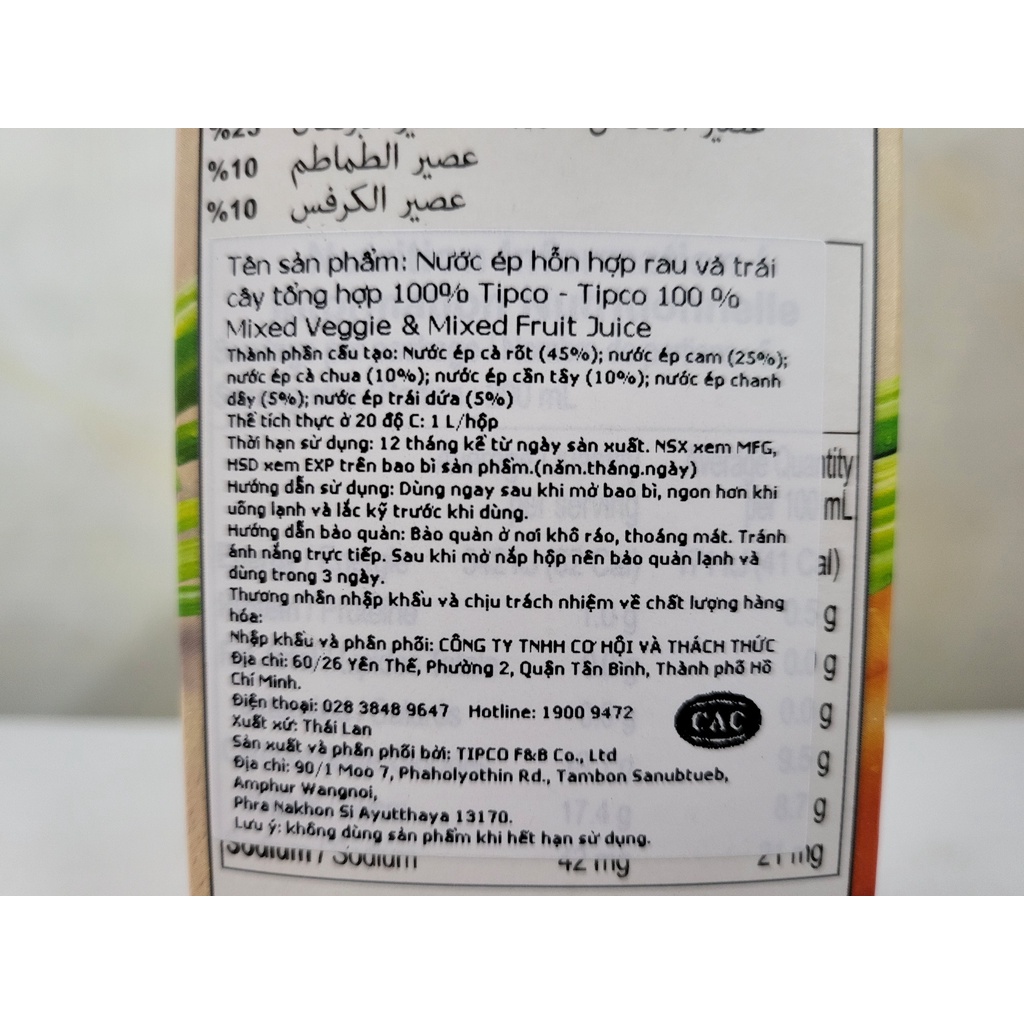 %25
%10 عصير الطماطم
%10 عصير الكرفس
Tên sản phẩm: Nước ép hỗn hợp rau và trái
cây tổng hợp 100% Tipco - Tipco 100 %
Mixed Veggie & Mixed Fruit Juice
Thành phần cấu tạo: Nước ép cà rốt (45%); nước ép cam (25%);
nước ép cà chua (10%); nước ép cần tây (10%); nước ép chanh
dây (5%); nước ép trái dứa (5%)
Thể tích thực ở 20 độ C: 1 L/hộp
Thời hạn sử dụng: 12 tháng kể từ ngày sản xuất. NSX xem MFG,
HSD xem EXP trên bao bì sản phẩm.(năm.tháng.ngày)
Hướng dẫn sử dụng: Dùng ngay sau khi mở bao bì, ngon hơn khi
uống lạnh và lắc kỹ trước khi dùng.
Hướng dẫn bảo quản: Bảo quản ở nơi khô ráo, thoáng mát. Tránh
ánh nắng trực tiếp. Sau khi mở nắp hộp nên bảo quản lạnh và
dùng trong 3 ngày.
Thương nhân nhập khẩu và chịu trách nhiệm về chất lượng hàng
hóa:
Nhập khẩu và phân phối: CÔNG TY TNHH CƠ HỘI VÀ THÁCH THỨC
Địa chỉ: 60/26 Yên Thế, Phường 2, Quận Tân Bình, Thành phố Hồ
Chí Minh.
Điện thoại: 028 3848 9647 Hotline: 1900 9472
CAC
Xuất xứ: Thái Lan
Sản xuất và phân phối bởi: TIPCO F&B Co., Ltd
Địa chỉ: 90/1 Moo 7, Phaholyothin Rd., Tambon Sanubtueb,
Amphur Wangnoi,
Phra Nakhon Si Ayutthaya 13170.
Lưu ý: không dùng sản phẩm khi hết hạn sử dụng.
mL
g
g
g
g
g
Sodium / Sodium 42 mg 21 mg